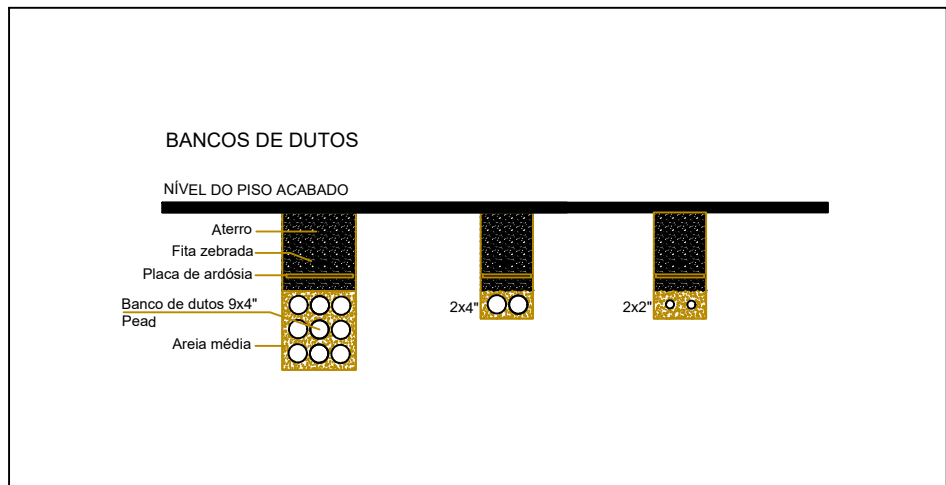 BANCOS DE DUTOS
NÍVEL DO PISO ACABADO
Aterro
Fita zebrada
Placa de ardósia
Banco de dutos 9x4"
Pead
Areia média
2x4"
2x2"